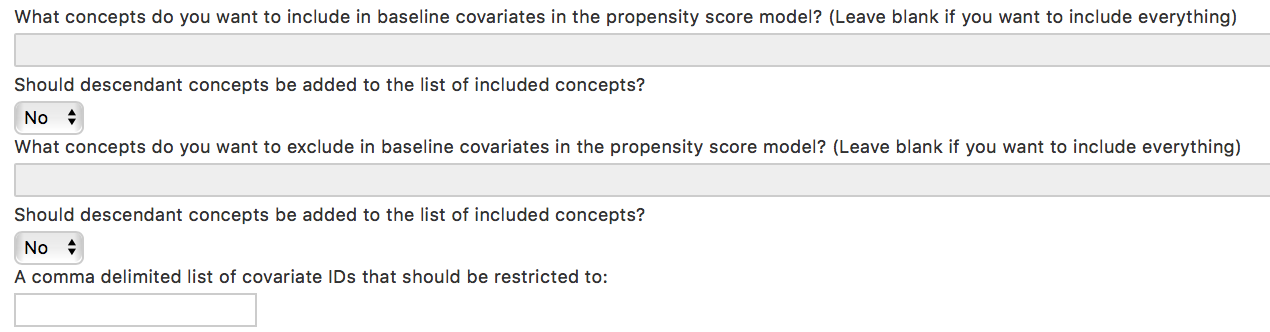 What concepts do you want to include in baseline covariates in the propensity score model? (Leave blank if you want to include everything)
Should descendant concepts be added to the list of included concepts?
No
What concepts do you want to exclude in baseline covariates in the propensity score model? (Leave blank if you want to include everything)
Should descendant concepts be added to the list of included concepts?
No
A comma delimited list of covariate IDs that should be restricted to: